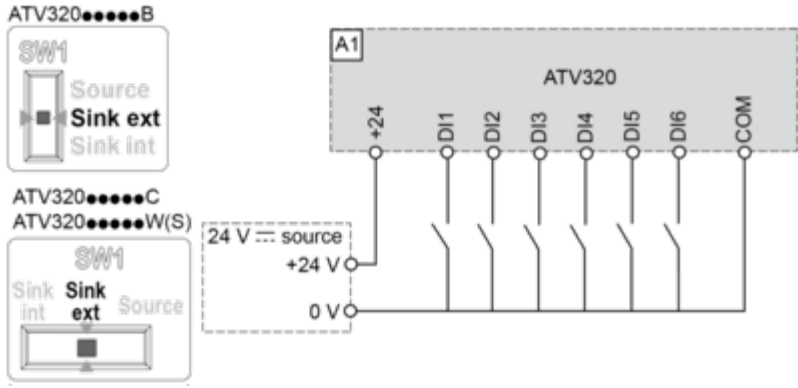 ATV320●●●●●B
SW1
Source
Sink ext
Sink int
ATV320●●●●●C
ATV320●●●●●W(S)
SW1
Sink int
Sink ext
Source
A1
ATV320
+24
DI1
DI2
DI3
DI4
DI5
DI6
COM
24 V ⎓ source
+24 V
0 V